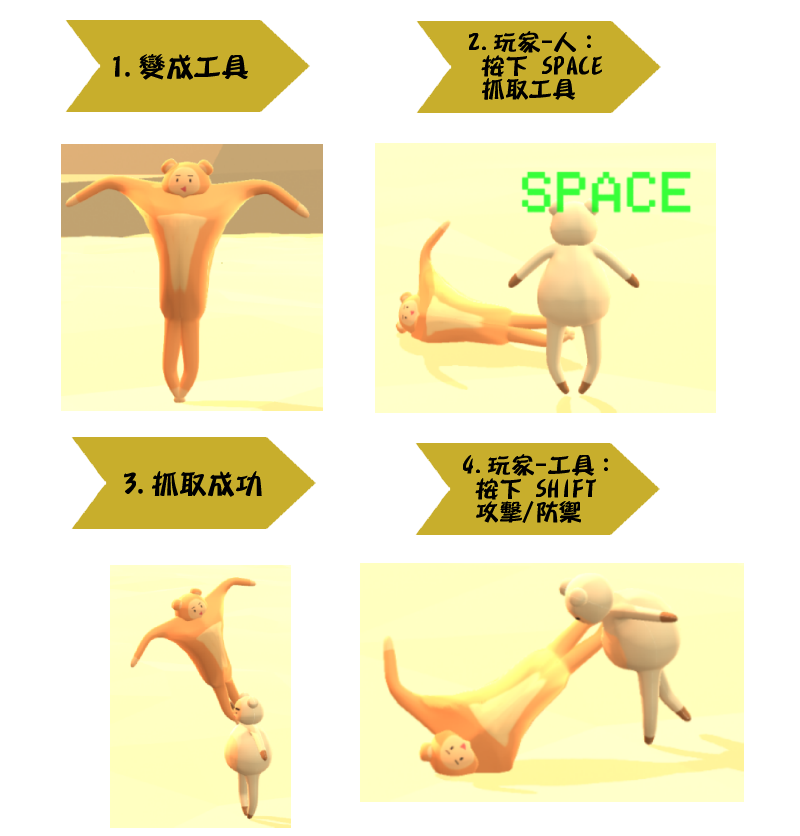 1. 變成工具
2. 玩家-人：
按下 SPACE
抓取工具
SPACE
3. 抓取成功
4. 玩家-工具：
按下 SHIFT
攻擊/防禦